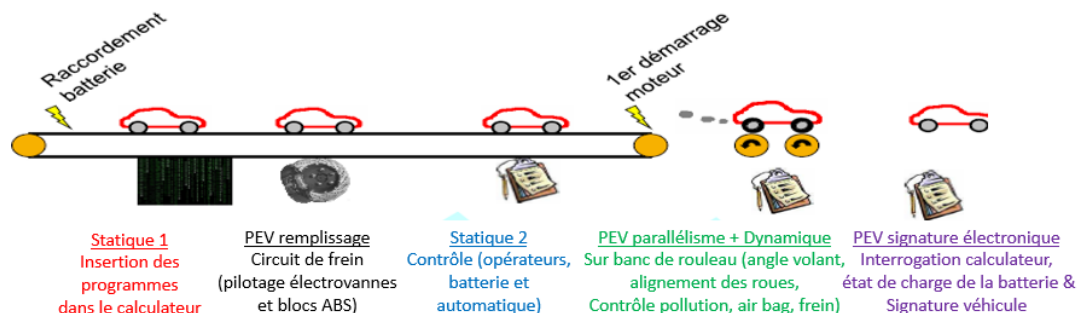 Raccordement
batterie
1er démarrage
moteur
Statique 1
Insertion des
programmes
dans le calculateur
PEV remplissage
Circuit de frein
(pilotage électrovannes
et blocs ABS)
Statique 2
Contrôle (opérateurs,
batterie et
automatique)
PEV parallélisme + Dynamique
Sur banc de rouleau (angle volant,
alignement des roues,
Contrôle pollution, air bag, frein)
PEV signature électronique
Interrogation calculateur,
état de charge de la batterie &
Signature véhicule